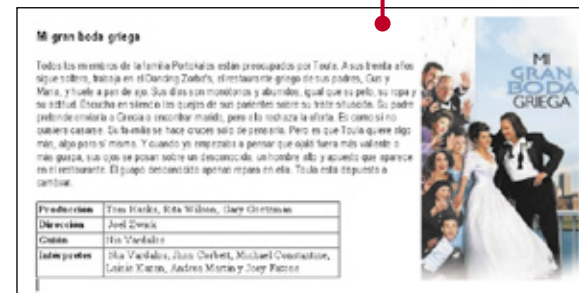 Mi gran boda griega
Todos los miembros de la familia Portokalos están preocupados por Toula. A sus treinta años
sigue soltera, trabaja en el Dancing Zorba's, el restaurante griego de sus padres, Gus y
Maria, y huele a pan de ajo. Sus días son monótonos y aburridos, igual que su pelo, su ropa y
su actitud. Escucha en silencio las quejas de sus parientes sobre su triste situación. Su padre
pretende enviarla a Grecia a encontrar marido, pero ella rechaza la oferta. Es como si no
quisiera casarse. Su familia se hace cruces solo de pensarlo. Pero es que Toula quiere algo
más, algo para sí misma. Y cuando ya empezaba a pensar que ojalá fuera más valiente o
más guapa, sus ojos se posan sobre un desconocido, un hombre alto y apuesto que aparece
en el restaurante. El guapo desconocido apenas repara en ella. Toula está dispuesta a
cambiar.
Producción Tom Hanks, Rita Wilson, Gary Goetzman
Dirección Joel Zwick
Guión Nia Vardalos
Intérpretes Nia Vardalos, Jhon Corbett, Michael Constantine,
Lainie Kazan, Andrea Martin y Joey Fatone
MI
GRAN
BODA
GRIEGA